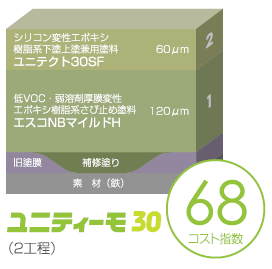 シリコン変性エポキシ
樹脂系下塗上塗兼用塗料 60μm 2
ユニテクト30SF
低VOC・弱溶剤厚膜変性
エポキシ樹脂系さび止め塗料 120μm 1
エスコNBマイルドH
旧塗膜 補修塗り
素 材（鉄）
ユニティーモ30
（2工程）
68
コスト指数